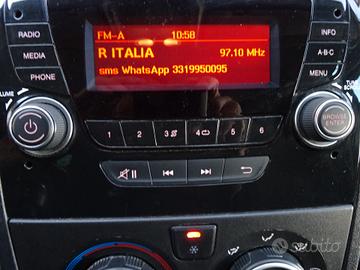 RADIO
MEDIA
PHONE
FM-A 10:58
R ITALIA 97.10 MHz
sms WhatsApp 3319950095
INFO
A-B-C
MENU
VOLUME
BROWSE
ENTER
1 2 3 4 5 6
subito